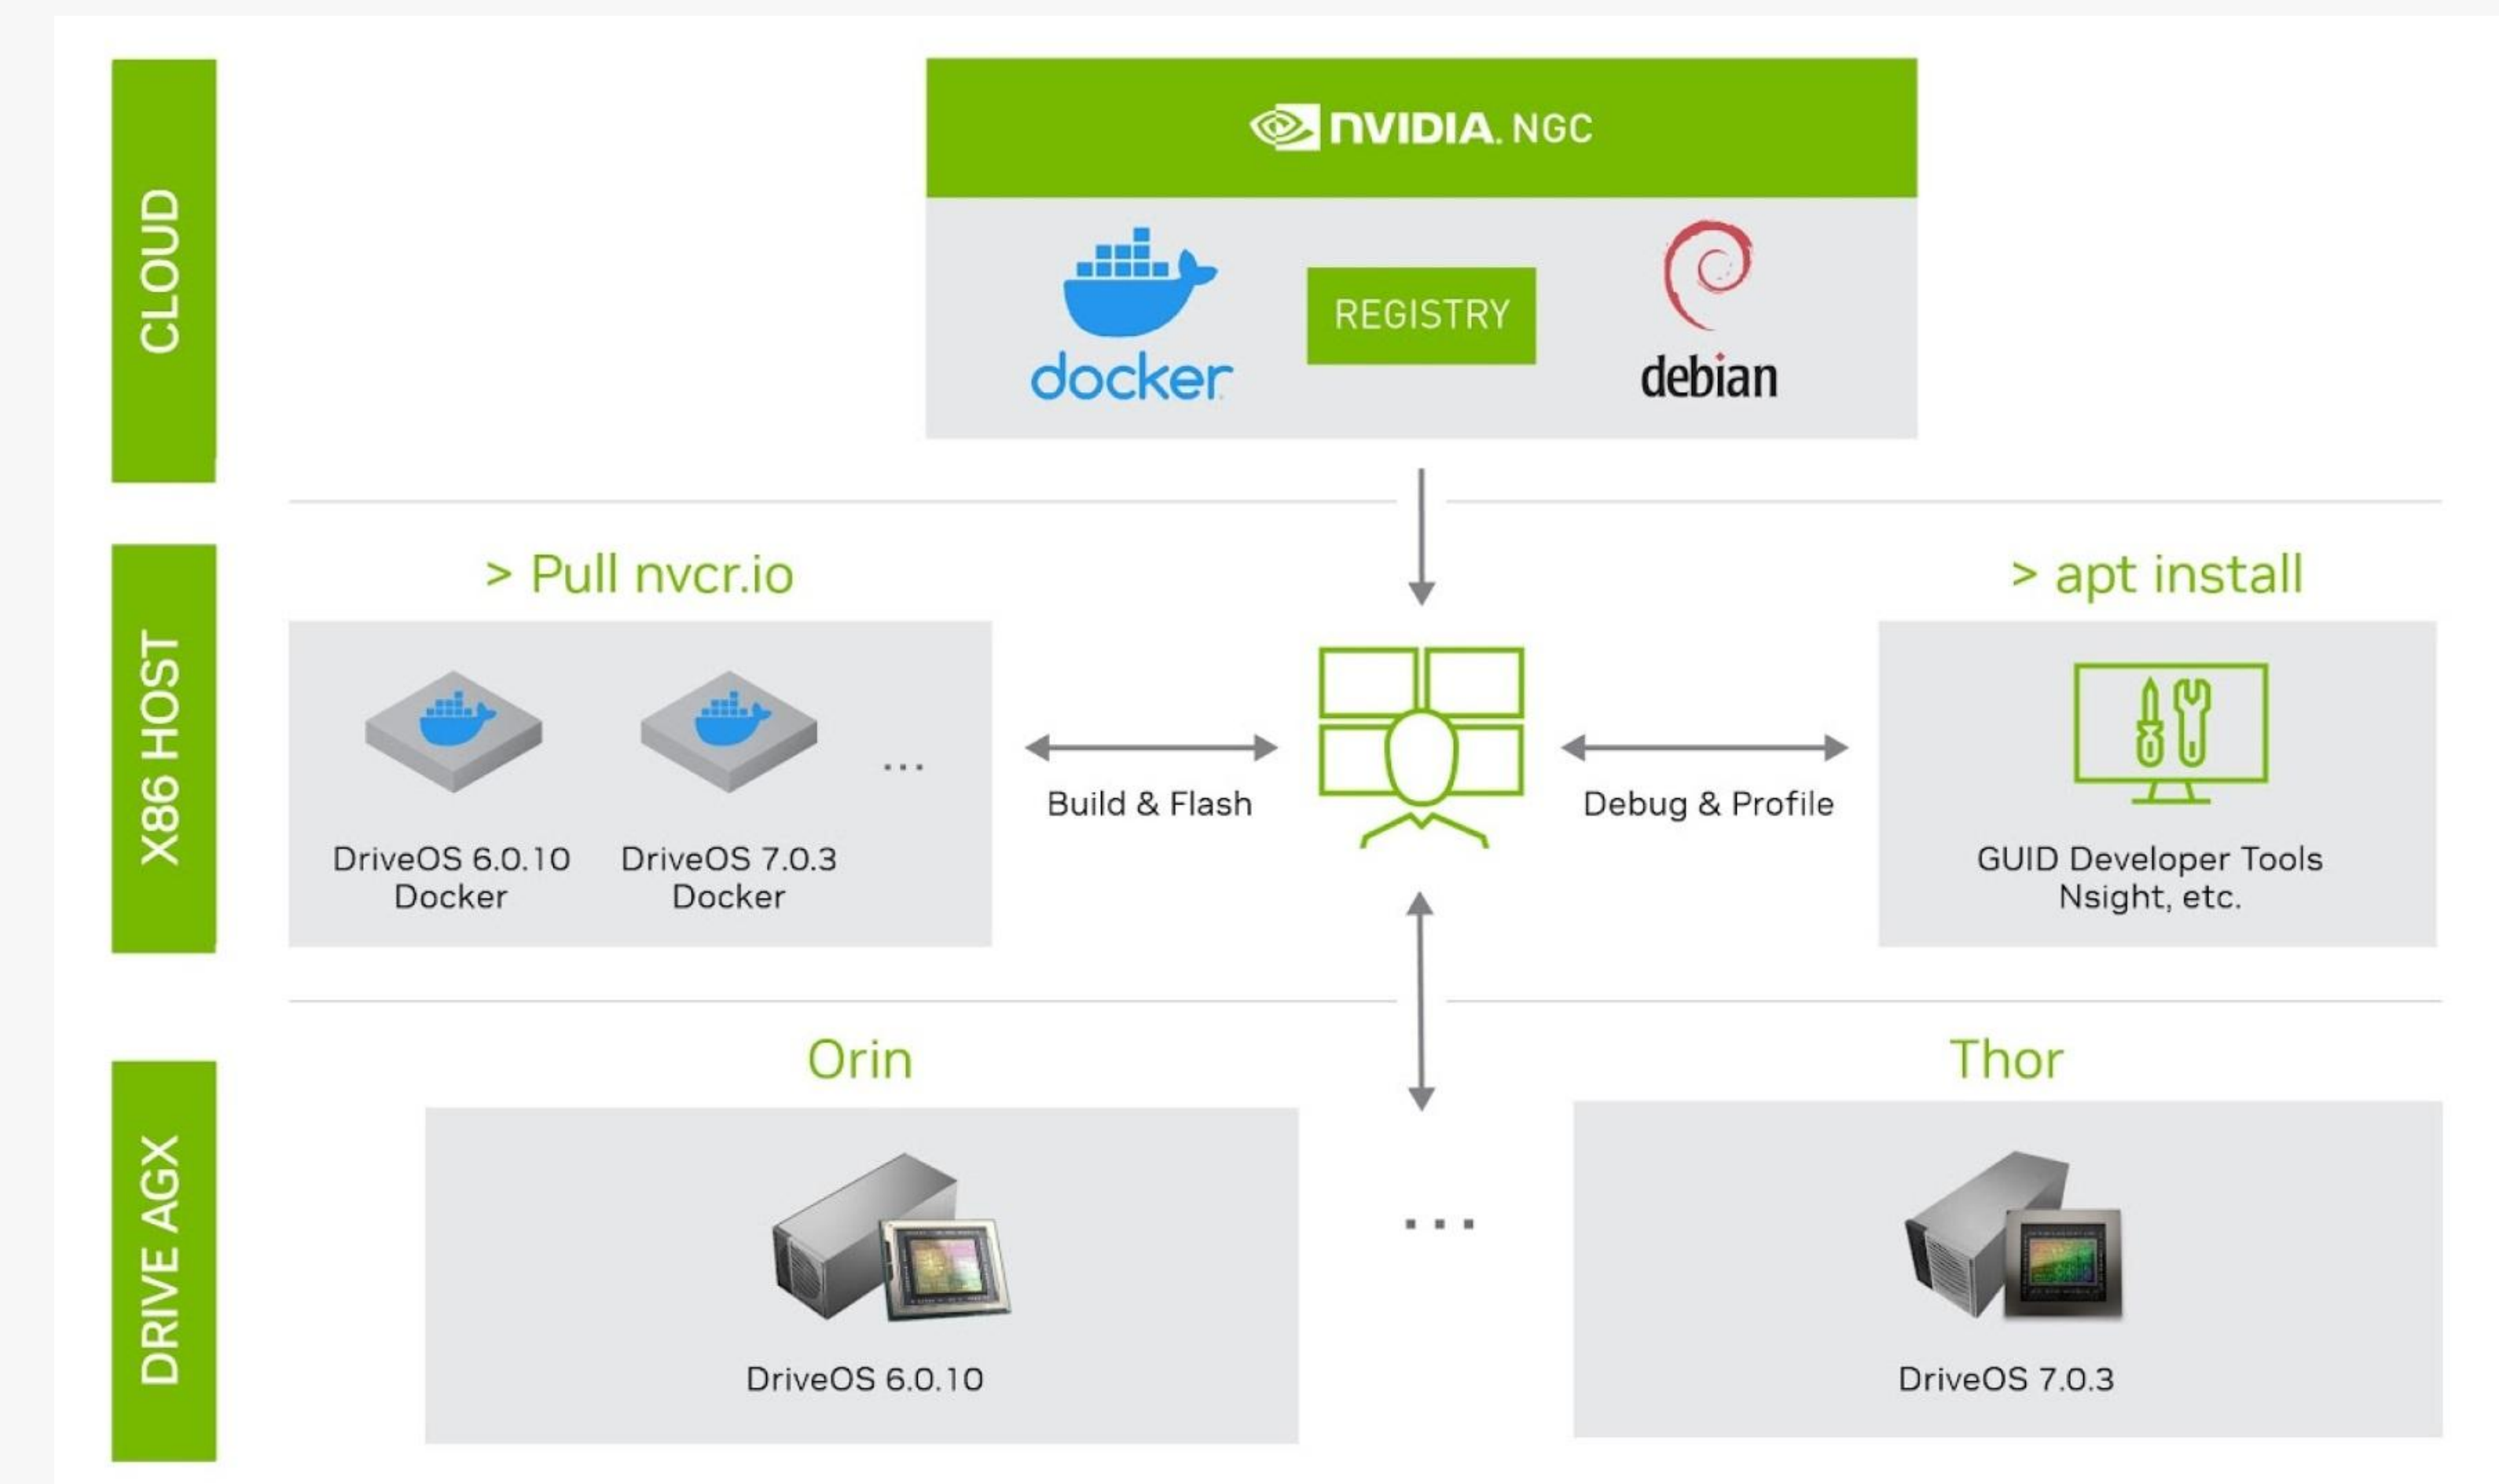 CLOUD
NVIDIA. NGC
docker
REGISTRY
debian
X86 HOST
> Pull nvcr.io
> apt install
...
DriveOS 6.0.10
Docker
DriveOS 7.0.3
Docker
Build & Flash
Debug & Profile
GUID Developer Tools
Nsight, etc.
DRIVE AGX
Orin
Thor
...
DriveOS 6.0.10
DriveOS 7.0.3